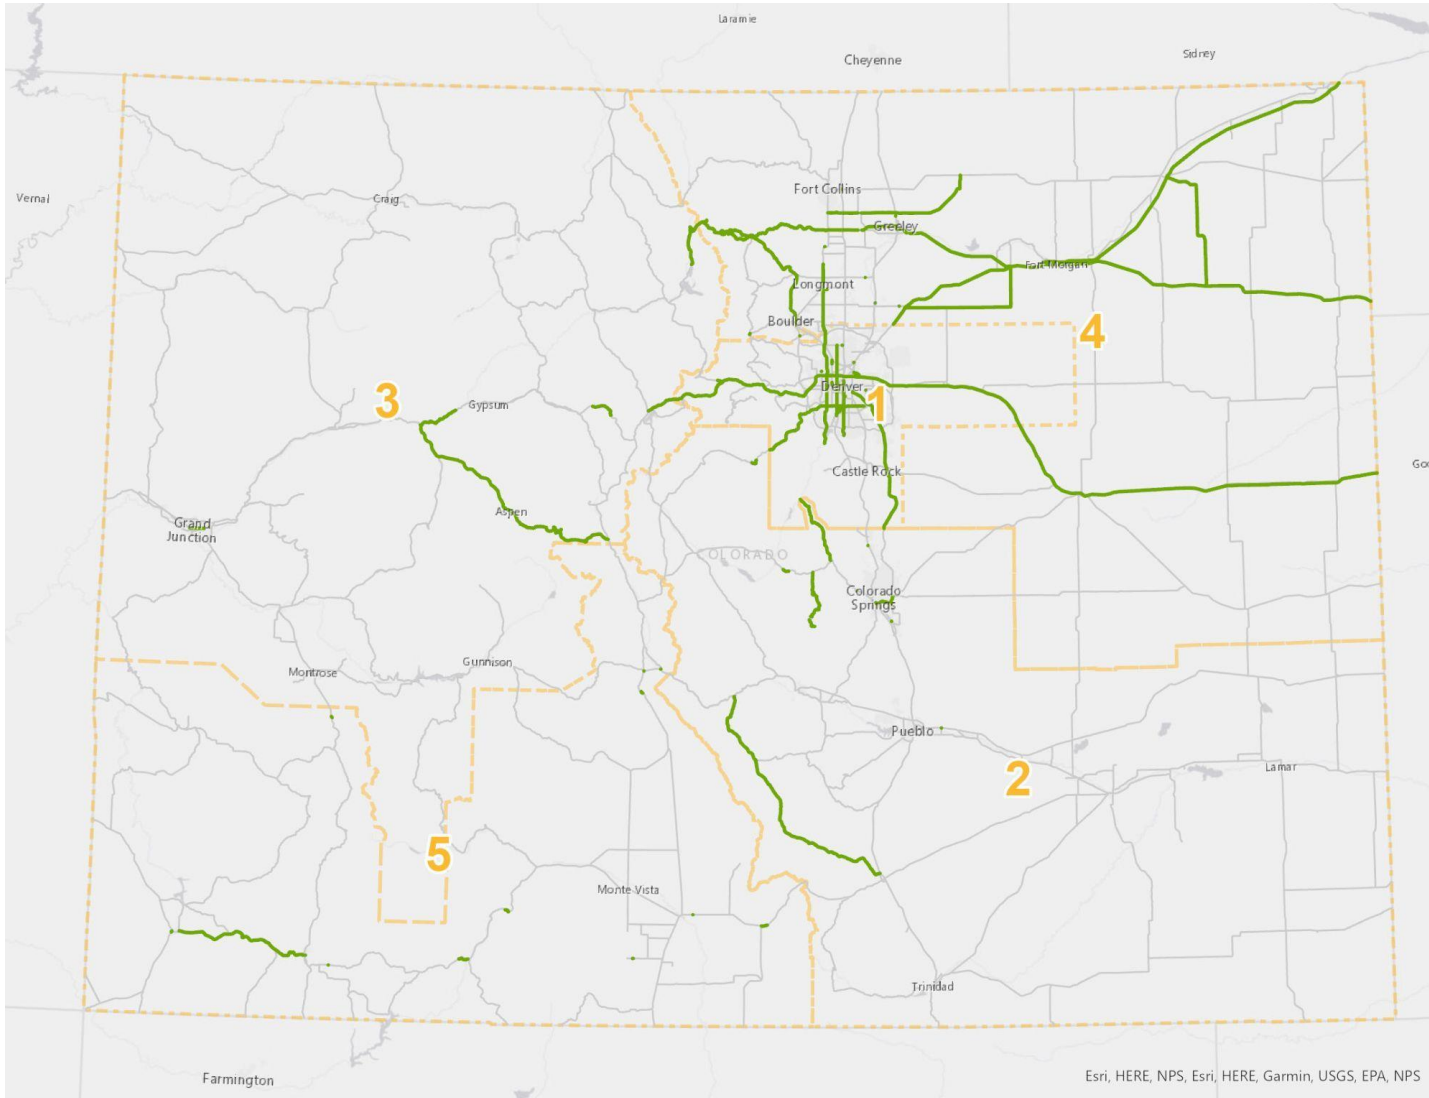 Laramie
Cheyenne
Sidney
Vernal
Craig
Fort Collins
Greeley
Fort Morgan
Longmont
Boulder
4
Denver
3
Gypsum
1
Castle Rock
Goo
Aspen
Grand
Junction
COLORADO
Colorado
Springs
Gunnison
Montrose
Pueblo
2
Lamar
5
Monte Vista
Trinidad
Farmington
Esri, HERE, NPS, Esri, HERE, Garmin, USGS, EPA, NPS